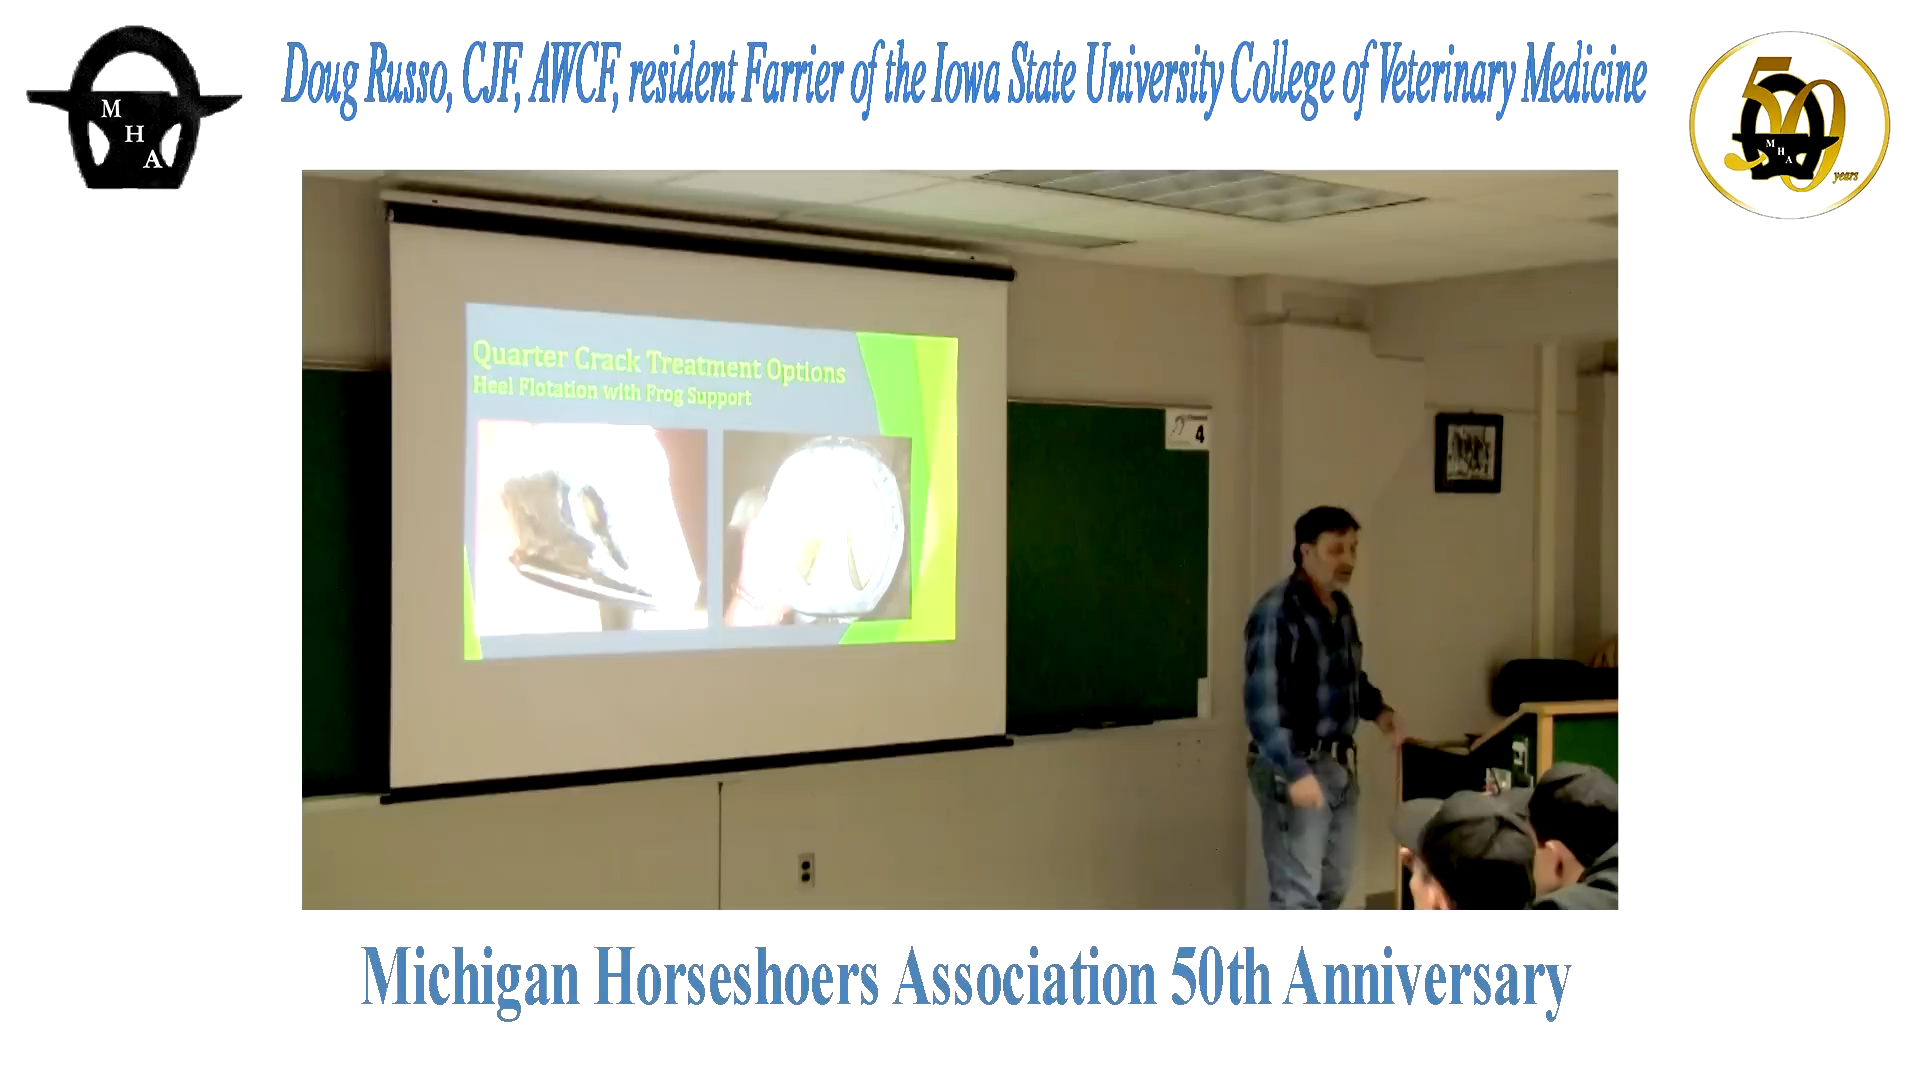 M
H
A
Doug Russo, CJF, AWCF, resident Farrier of the Iowa State University College of Veterinary Medicine
50
M
H
A
years
Quarter Crack Treatment Options
Heel Flotation with Frog Support
4
Michigan Horseshoers Association 50th Anniversary